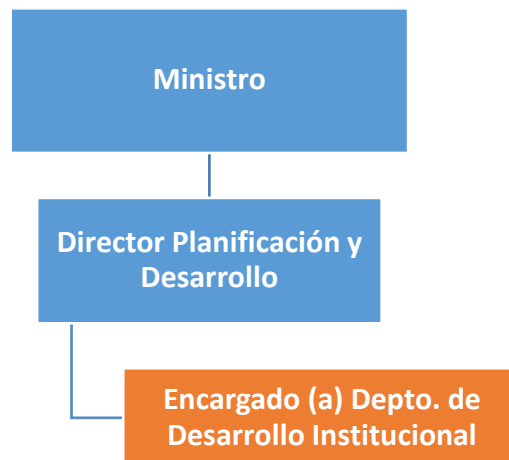 Ministro
Director Planificación y
Desarrollo
Encargado (a) Depto. de
Desarrollo Institucional